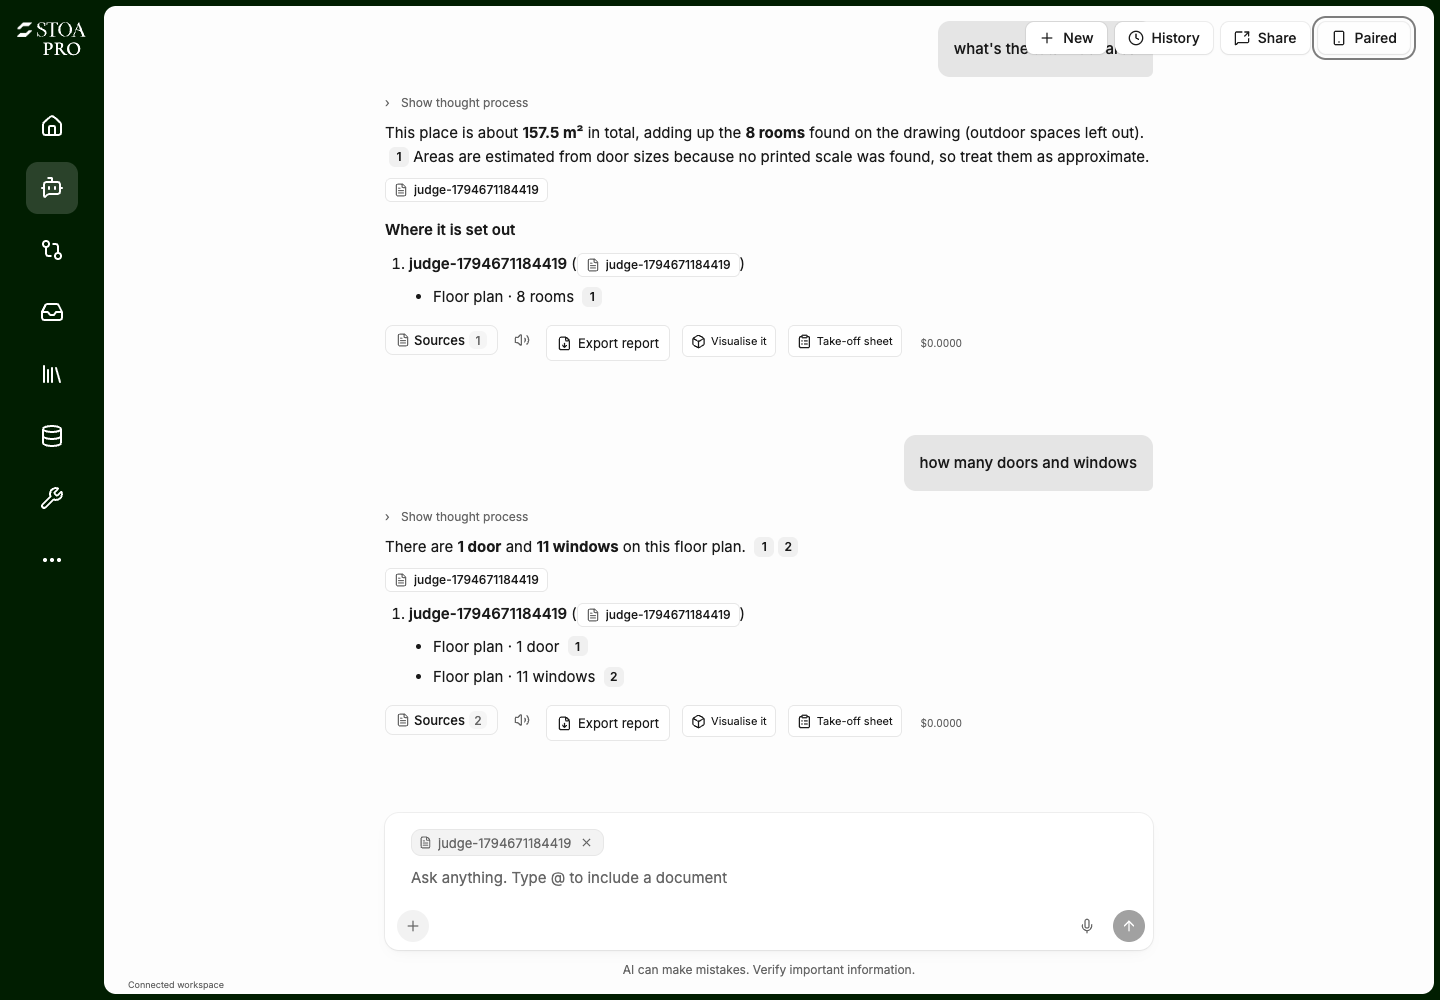 STOA
PRO
what's the
New
History
Share
Paired
Show thought process
This place is about 157.5 m² in total, adding up the 8 rooms found on the drawing (outdoor spaces left out).
1 Areas are estimated from door sizes because no printed scale was found, so treat them as approximate.
judge-1794671184419
Where it is set out
1. judge-1794671184419 ( judge-1794671184419 )
• Floor plan · 8 rooms 1
Sources 1
Export report
Visualise it
Take-off sheet
$0.0000
how many doors and windows
Show thought process
There are 1 door and 11 windows on this floor plan. 1 2
judge-1794671184419
1. judge-1794671184419 ( judge-1794671184419 )
• Floor plan · 1 door 1
• Floor plan · 11 windows 2
Sources 2
Export report
Visualise it
Take-off sheet
$0.0000
judge-1794671184419
Ask anything. Type @ to include a document
AI can make mistakes. Verify important information.
Connected workspace